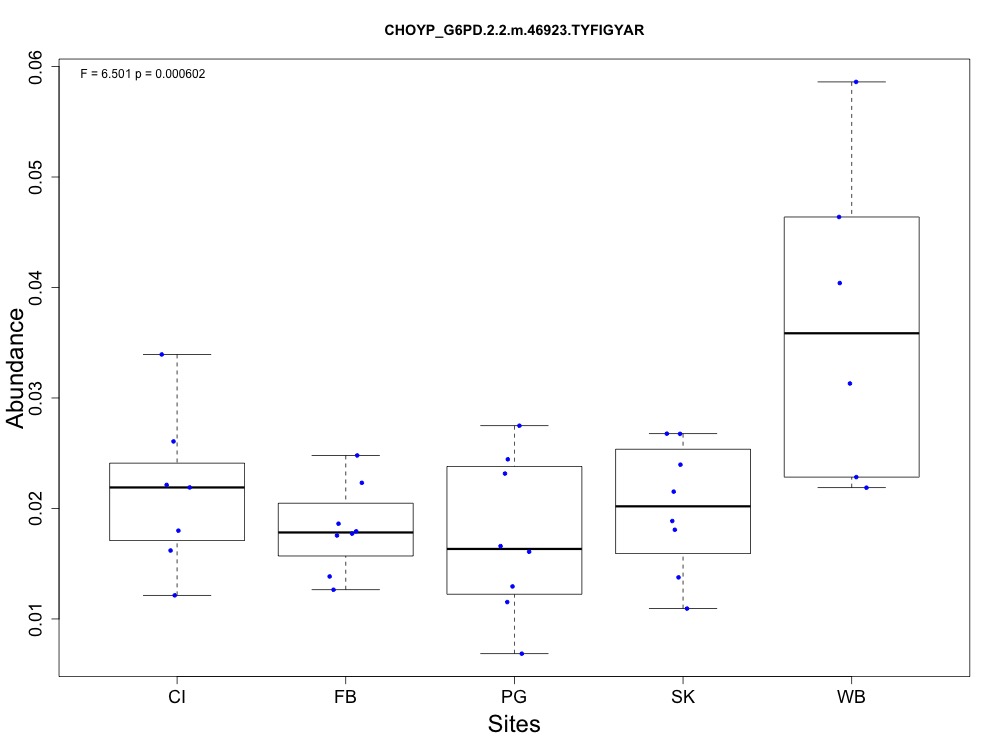 CHOYP_G6PD.2.2.m.46923.TYFIGYAR
F = 6.501 p = 0.000602
0.06
0.05
0.04
0.03
0.02
0.01
Abundance
CI FB PG SK WB
Sites